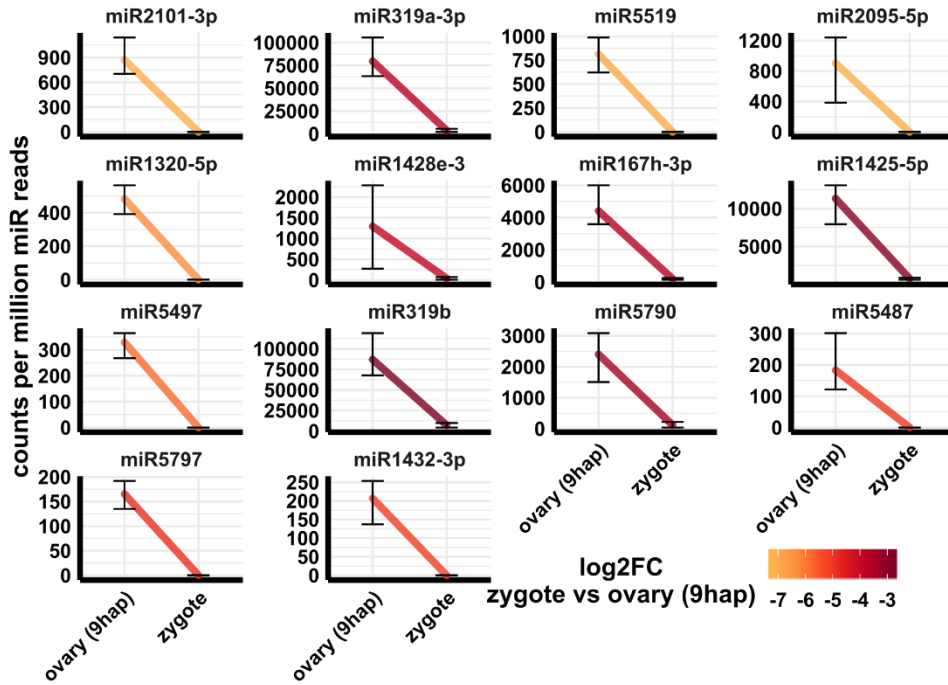 counts per million miR reads
miR2101-3p
900
600
300
0
miR319a-3p
100000
75000
50000
25000
0
miR5519
1000
750
500
250
0
miR2095-5p
1200
800
400
0
miR1320-5p
400
200
0
miR1428e-3
2000
1500
1000
500
0
miR167h-3p
6000
4000
2000
0
miR1425-5p
10000
5000
miR5497
300
200
100
0
miR319b
100000
75000
50000
25000
0
miR5790
3000
2000
1000
0
ovary (9hap)
zygote
miR5487
300
200
100
0
ovary (9hap)
zygote
miR5797
200
150
100
50
0
ovary (9hap)
zygote
miR1432-3p
250
200
150
100
50
0
ovary (9hap)
zygote
log2FC
zygote vs ovary (9hap)
-7 -6 -5 -4 -3